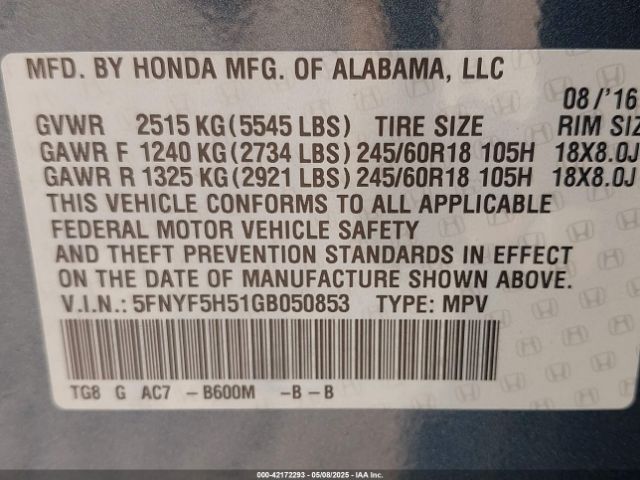 MFD. BY HONDA MFG. OF ALABAMA, LLC
08/'16
GVWR 2515 KG (5545 LBS) TIRE SIZE RIM SIZ
GAWR F 1240 KG (2734 LBS) 245/60R18 105H 18X8.0J
GAWR R 1325 KG (2921 LBS) 245/60R18 105H 18X8.0J
THIS VEHICLE CONFORMS TO ALL APPLICABLE
FEDERAL MOTOR VEHICLE SAFETY
AND THEFT PREVENTION STANDARDS IN EFFECT
ON THE DATE OF MANUFACTURE SHOWN ABOVE.
V.I.N.: 5FNYF5H51GB050853 TYPE: MPV
TG8 G AC7 – B600M –B – B
000-42172293 - 05/08/2025 - IAA Inc.